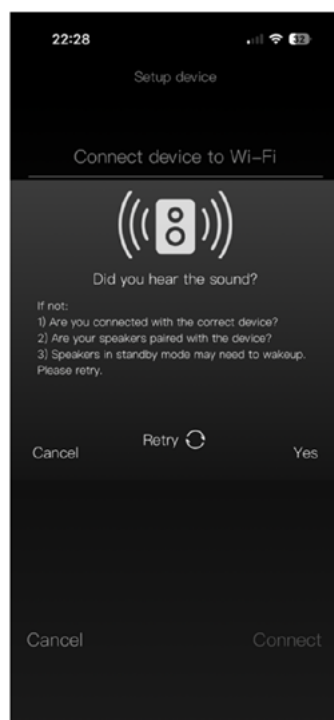 22:28
32
Setup device
Connect device to Wi-Fi
Did you hear the sound?
If not:
1) Are you connected with the correct device?
2) Are your speakers paired with the device?
3) Speakers in standby mode may need to wakeup.
Please retry.
Retry
Cancel
Yes
Cancel
Connect